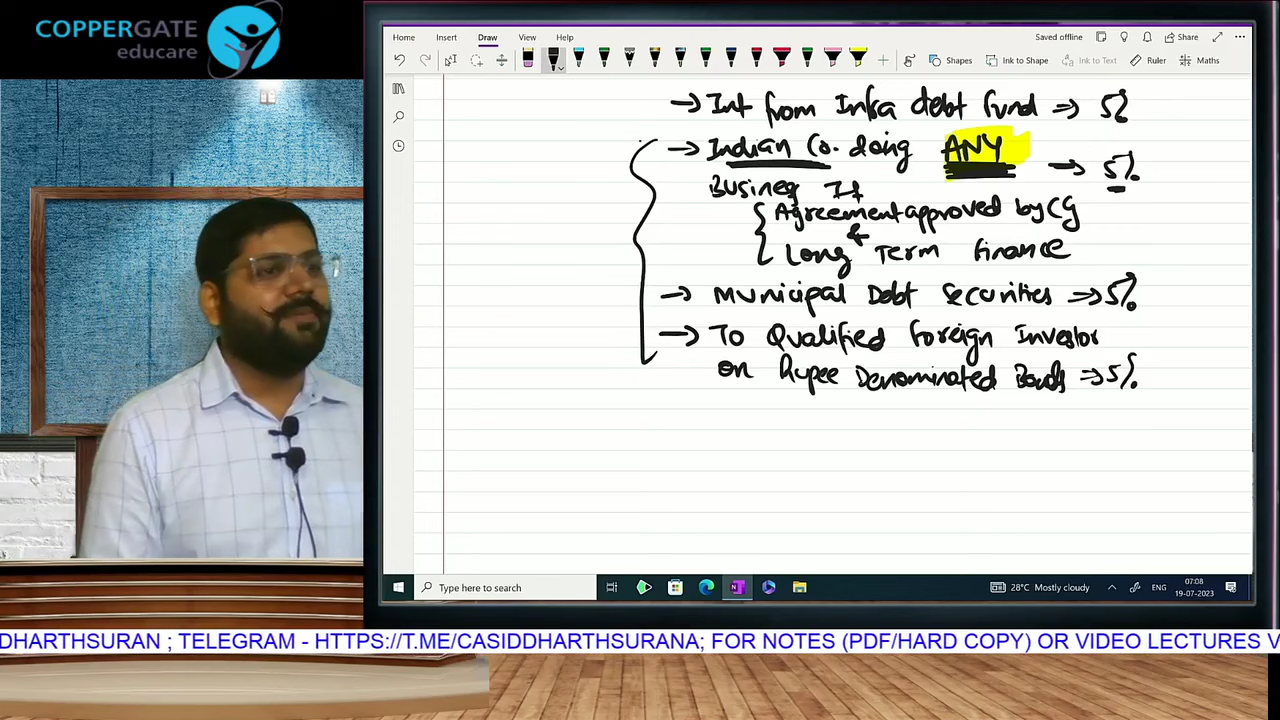 COPPERGATE
educare
Home Insert Draw View Help
Saved offline Share
Shapes Ink to Shape Ink to Text Ruler Maths
→ Int from Infra debt fund ⇒ 5%
→ Indian Co. doing ANY → 5%
Business If
Agreement approved by CG
&
Long Term finance
→ Municipal Debt Securities ⇒ 5%
→ To Qualified Foreign Investor
on Rupee Denominated Bonds ⇒ 5%
Type here to search
28°C Mostly cloudy
ENG
07:08
19-07-2023
DHARTHSURAN ; TELEGRAM - HTTPS://T.ME/CASIDDHARTHSURANA; FOR NOTES (PDF/HARD COPY) OR VIDEO LECTURES V